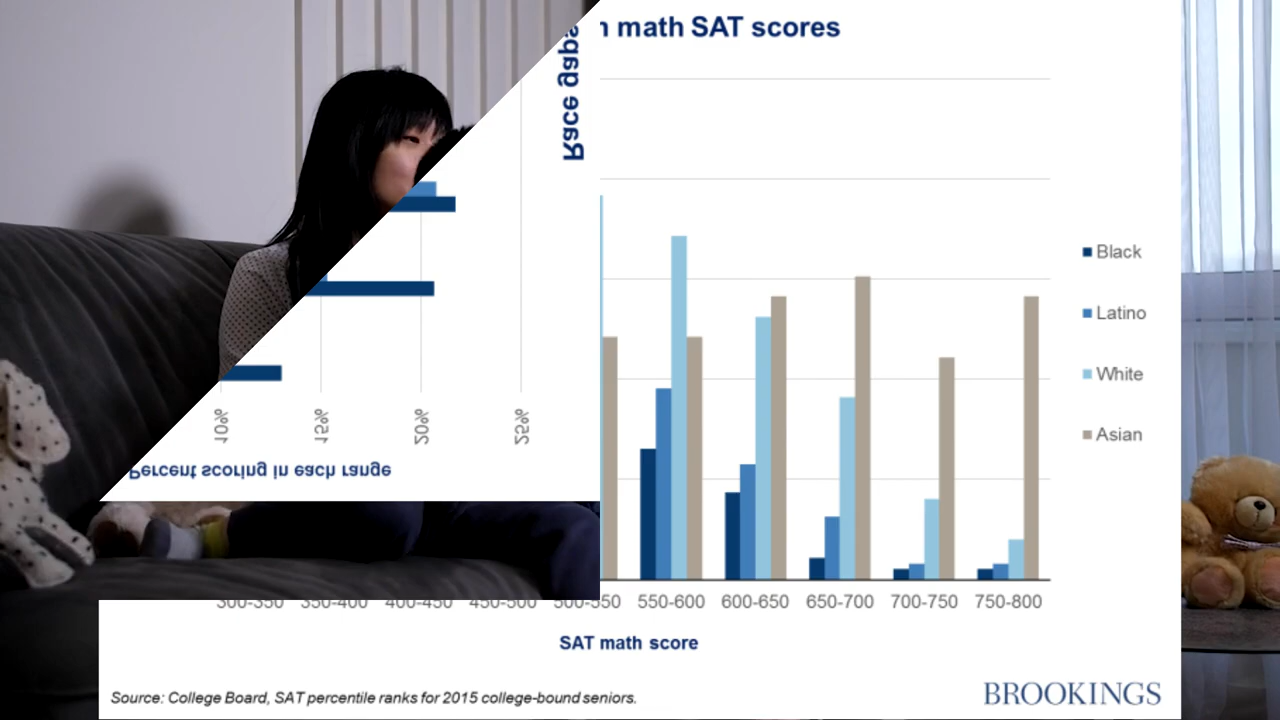 Race gaps
math SAT scores
Black
Latino
White
Asian
10% 15% 20% 25%
Percent scoring in each range
300-350 350-400 400-450 450-500 500-550 550-600 600-650 650-700 700-750 750-800
SAT math score
Source: College Board, SAT percentile ranks for 2015 college-bound seniors.
BROOKINGS